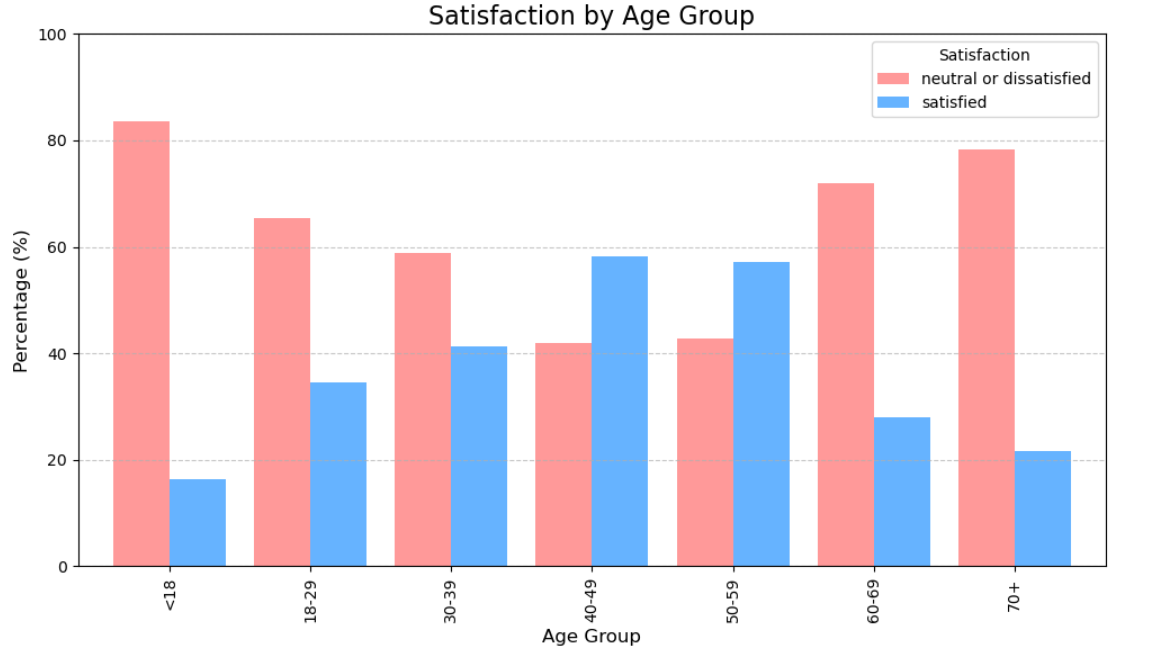 Satisfaction by Age Group
100
80
60
40
20
0
Percentage (%)
Satisfaction
neutral or dissatisfied
satisfied
<18
18-29
30-39
40-49
50-59
60-69
70+
Age Group